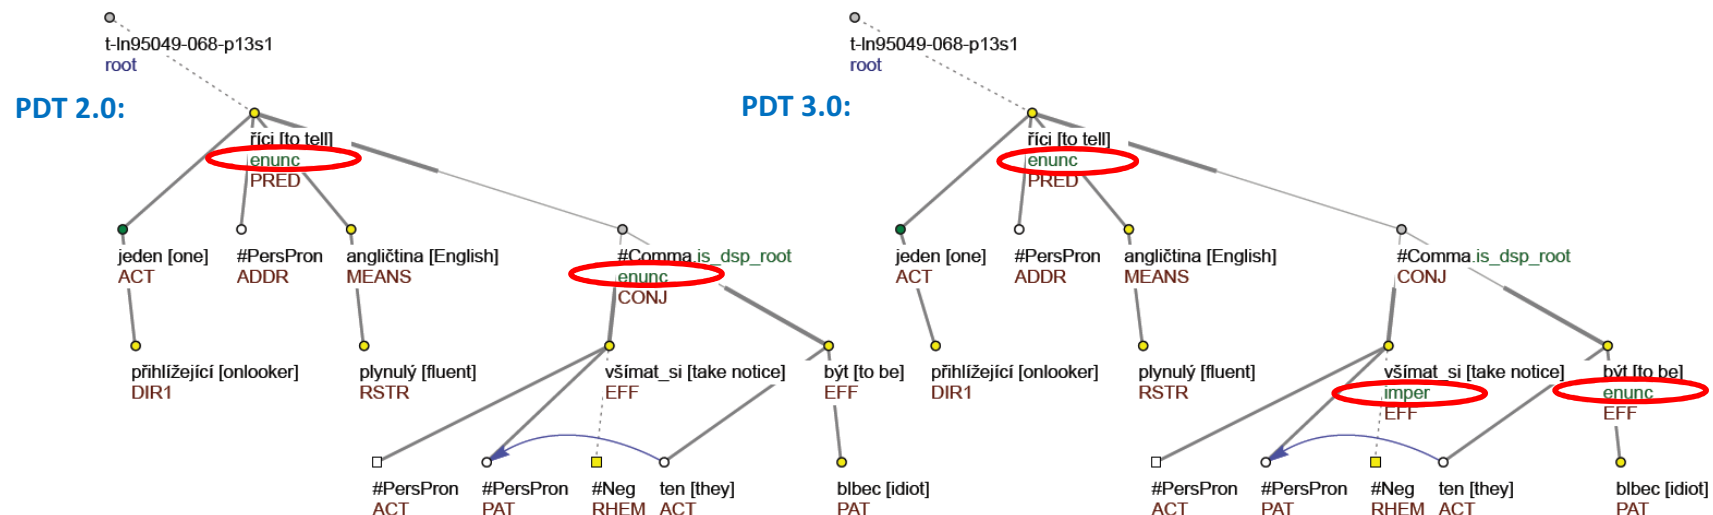 t-ln95049-068-p13s1
root
PDT 2.0:
říci [to tell]
enunc
PRED
jeden [one]
ACT
#PersPron
ADDR
angličtina [English]
MEANS
#Comma.is_dsp_root
enunc
CONJ
přihlížející [onlooker]
DIR1
plynulý [fluent]
RSTR
všímat_si [take notice]
EFF
být [to be]
EFF
#PersPron
ACT
#PersPron
PAT
#Neg
RHEM
ten [they]
ACT
blbec [idiot]
PAT
t-ln95049-068-p13s1
root
PDT 3.0:
říci [to tell]
enunc
PRED
jeden [one]
ACT
#PersPron
ADDR
angličtina [English]
MEANS
#Comma.is_dsp_root
CONJ
přihlížející [onlooker]
DIR1
plynulý [fluent]
RSTR
všímat_si [take notice]
imper
EFF
být [to be]
enunc
EFF
#PersPron
ACT
#PersPron
PAT
#Neg
RHEM
ten [they]
ACT
blbec [idiot]
PAT